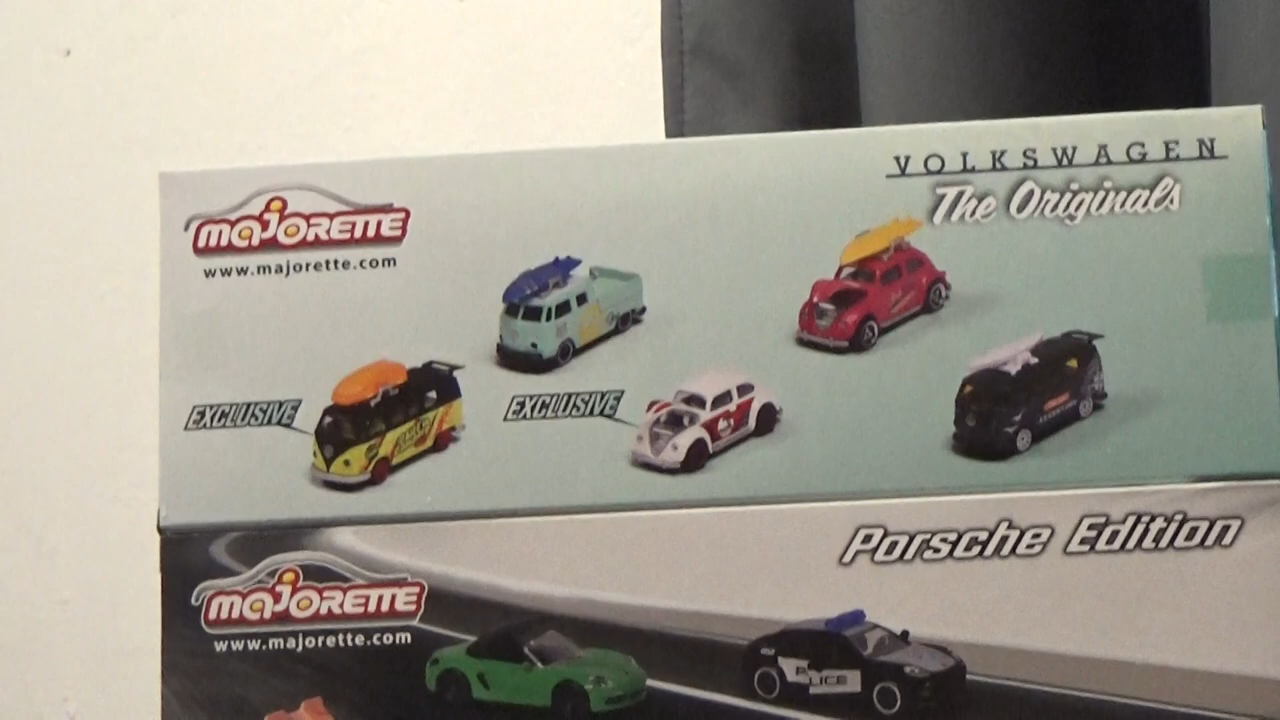 VOLKSWAGEN
The Originals
majORETTE
www.majorette.com
EXCLUSIVE
EXCLUSIVE
Porsche Edition
majORETTE
www.majorette.com
POLICE